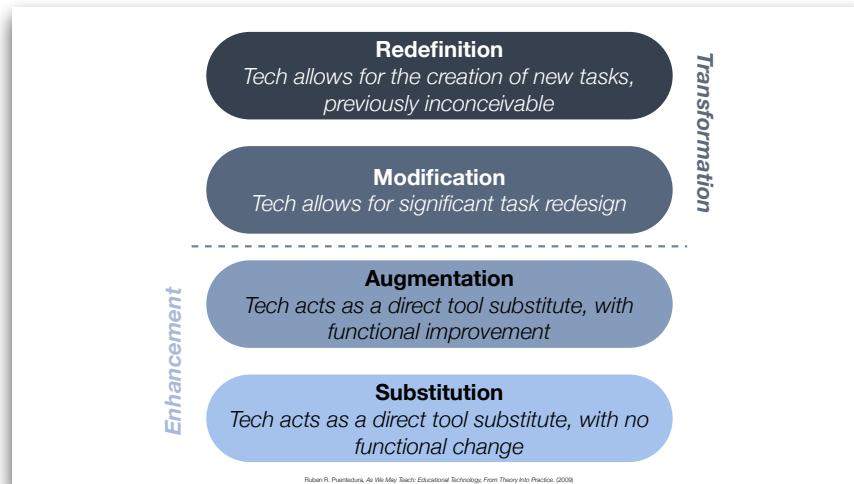 Redefinition
Tech allows for the creation of new tasks,
previously inconceivable
Transformation
Modification
Tech allows for significant task redesign
Augmentation
Tech acts as a direct tool substitute, with
functional improvement
Enhancement
Substitution
Tech acts as a direct tool substitute, with no
functional change
Ruben R. Puentedura, As We May Teach: Educational Technology, From Theory Into Practice. (2009)